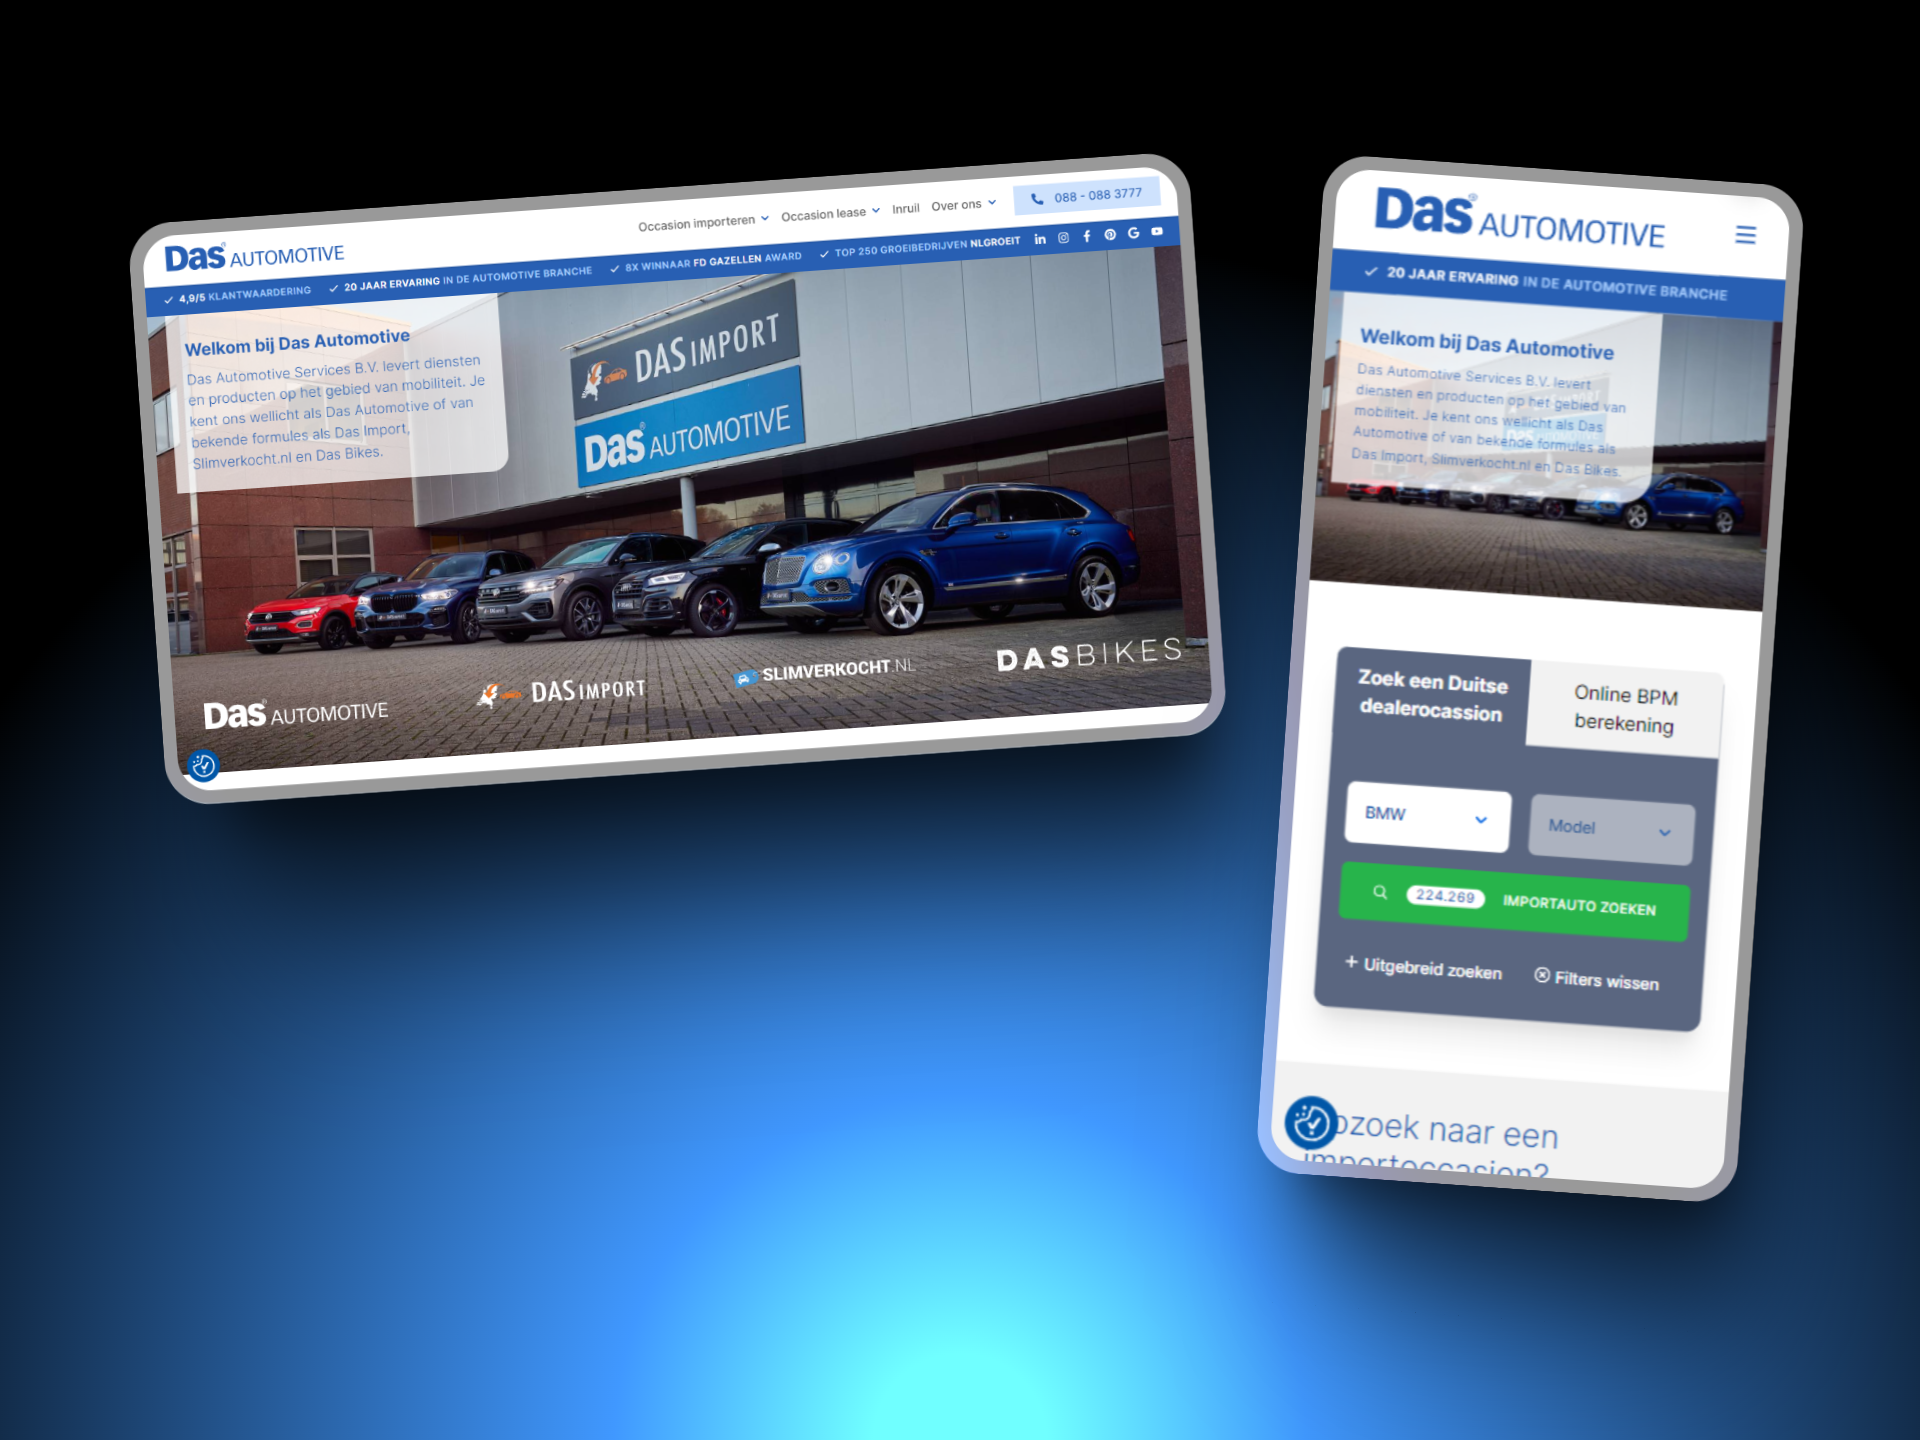 Das® AUTOMOTIVE
Occasion importeren
Occasion lease
Inruil
Over ons
088 - 088 3777
4,9/5 KLANTWAARDERING
20 JAAR ERVARING IN DE AUTOMOTIVE BRANCHE
8X WINNAAR FD GAZELLEN AWARD
TOP 250 GROEIBEDRIJVEN NLGROEIT
Welkom bij Das Automotive
Das Automotive Services B.V. levert diensten
en producten op het gebied van mobiliteit. Je
kent ons wellicht als Das Automotive of van
bekende formules als Das Import,
Slimverkocht.nl en Das Bikes.
DAS IMPORT
Das® AUTOMOTIVE
Das® AUTOMOTIVE
DAS IMPORT
SLIMVERKOCHT.NL
DASBIKES
Das® AUTOMOTIVE
20 JAAR ERVARING IN DE AUTOMOTIVE BRANCHE
Welkom bij Das Automotive
Das Automotive Services B.V. levert
diensten en producten op het gebied van
mobiliteit. Je kent ons wellicht als Das
Automotive of van bekende formules als
Das Import, Slimverkocht.nl en Das Bikes.
Zoek een Duitse
dealerocassion
Online BPM
berekening
BMW
Model
224.269
IMPORTAUTO ZOEKEN
+ Uitgebreid zoeken
Filters wissen
pzoek naar een
importoccasion?